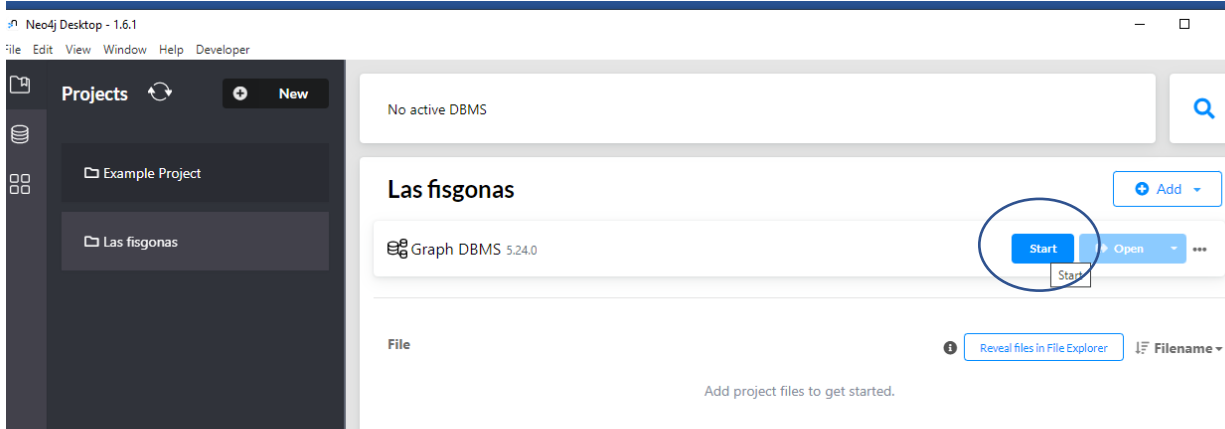 Neo4j Desktop - 1.6.1
File Edit View Window Help Developer
Projects
New
Example Project
Las fisgonas
No active DBMS
Las fisgonas
Add
Graph DBMS 5.24.0
Start
Open
Start
File
Reveal files in File Explorer
Filename
Add project files to get started.